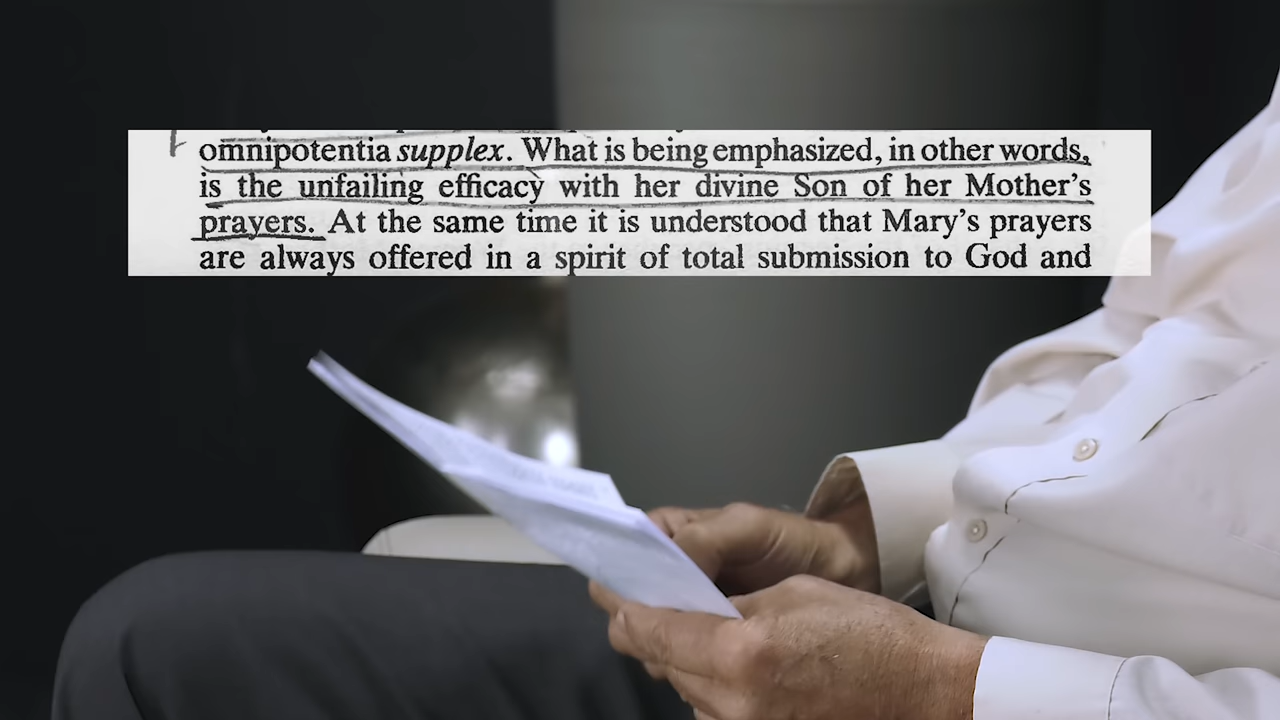 omnipotentia supplex. What is being emphasized, in other words,
is the unfailing efficacy with her divine Son of her Mother's
prayers. At the same time it is understood that Mary's prayers
are always offered in a spirit of total submission to God and